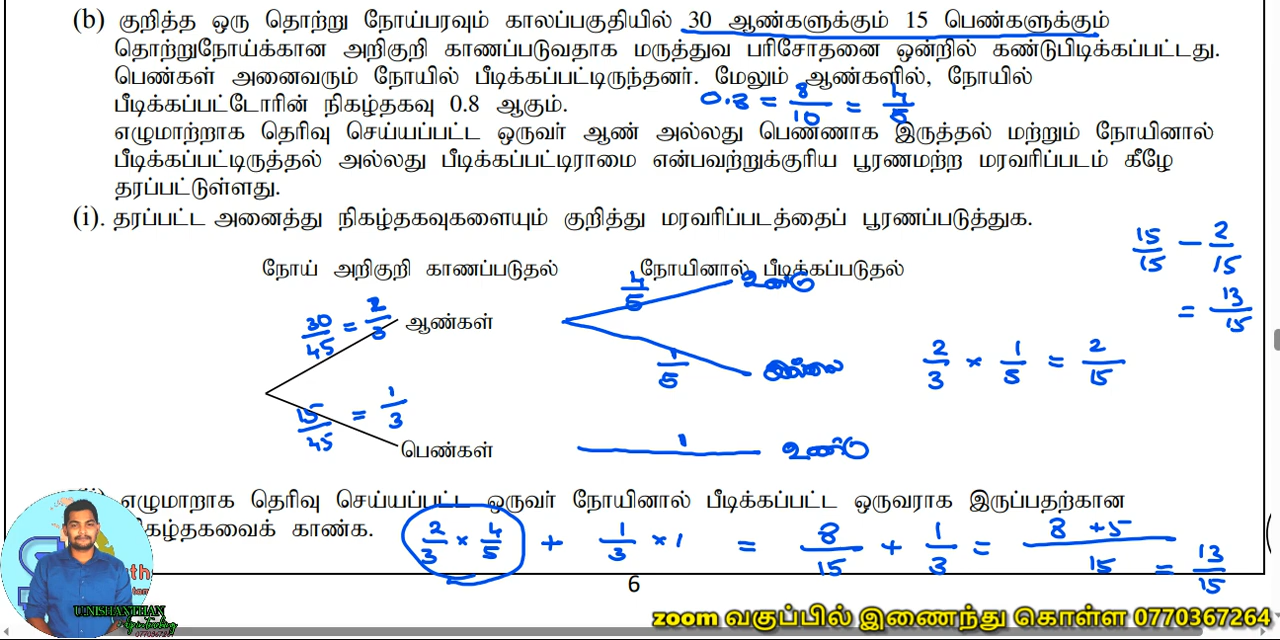 (b) குறித்த ஒரு தொற்று நோய்பரவும் காலப்பகுதியில் 30 ஆண்களுக்கும் 15 பெண்களுக்கும்
தொற்றுநோய்க்கான அறிகுறி காணப்படுவதாக மருத்துவ பரிசோதனை ஒன்றில் கண்டுபிடிக்கப்பட்டது.
பெண்கள் அனைவரும் நோயில் பீடிக்கப்பட்டிருந்தனர். மேலும் ஆண்களில், நோயில்
பீடிக்கப்பட்டோரின் நிகழ்தகவு 0.8 ஆகும். 0.8 = 8/10 = 4/5
எழுமாற்றாக தெரிவு செய்யப்பட்ட ஒருவர் ஆண் அல்லது பெண்ணாக இருத்தல் மற்றும் நோயினால்
பீடிக்கப்பட்டிருத்தல் அல்லது பீடிக்கப்பட்டிராமை என்பவற்றுக்குரிய பூரணமற்ற மரவரிப்படம் கீழே
தரப்பட்டுள்ளது.
(i). தரப்பட்ட அனைத்து நிகழ்தகவுகளையும் குறித்து மரவரிப்படத்தைப் பூரணப்படுத்துக.
15/15 - 2/15
= 13/15
நோய் அறிகுறி காணப்படுதல் நோயினால் பீடிக்கப்படுதல்
4/5 உண்டு
30/45 = 2/3 ஆண்கள்
1/5 இல்லை 2/3 × 1/5 = 2/15
15/45 = 1/3
பெண்கள் 1 உண்டு
எழுமாறாக தெரிவு செய்யப்பட்ட ஒருவர் நோயினால் பீடிக்கப்பட்ட ஒருவராக இருப்பதற்கான
நிகழ்தகவைக் காண்க. 2/3 × 4/5 + 1/3 × 1 = 8/15 + 1/3 = 8+5/15 = 13/15
6
U.NISHANTHAN
0770367264
zoom வகுப்பில் இணைந்து கொள்ள 0770367264